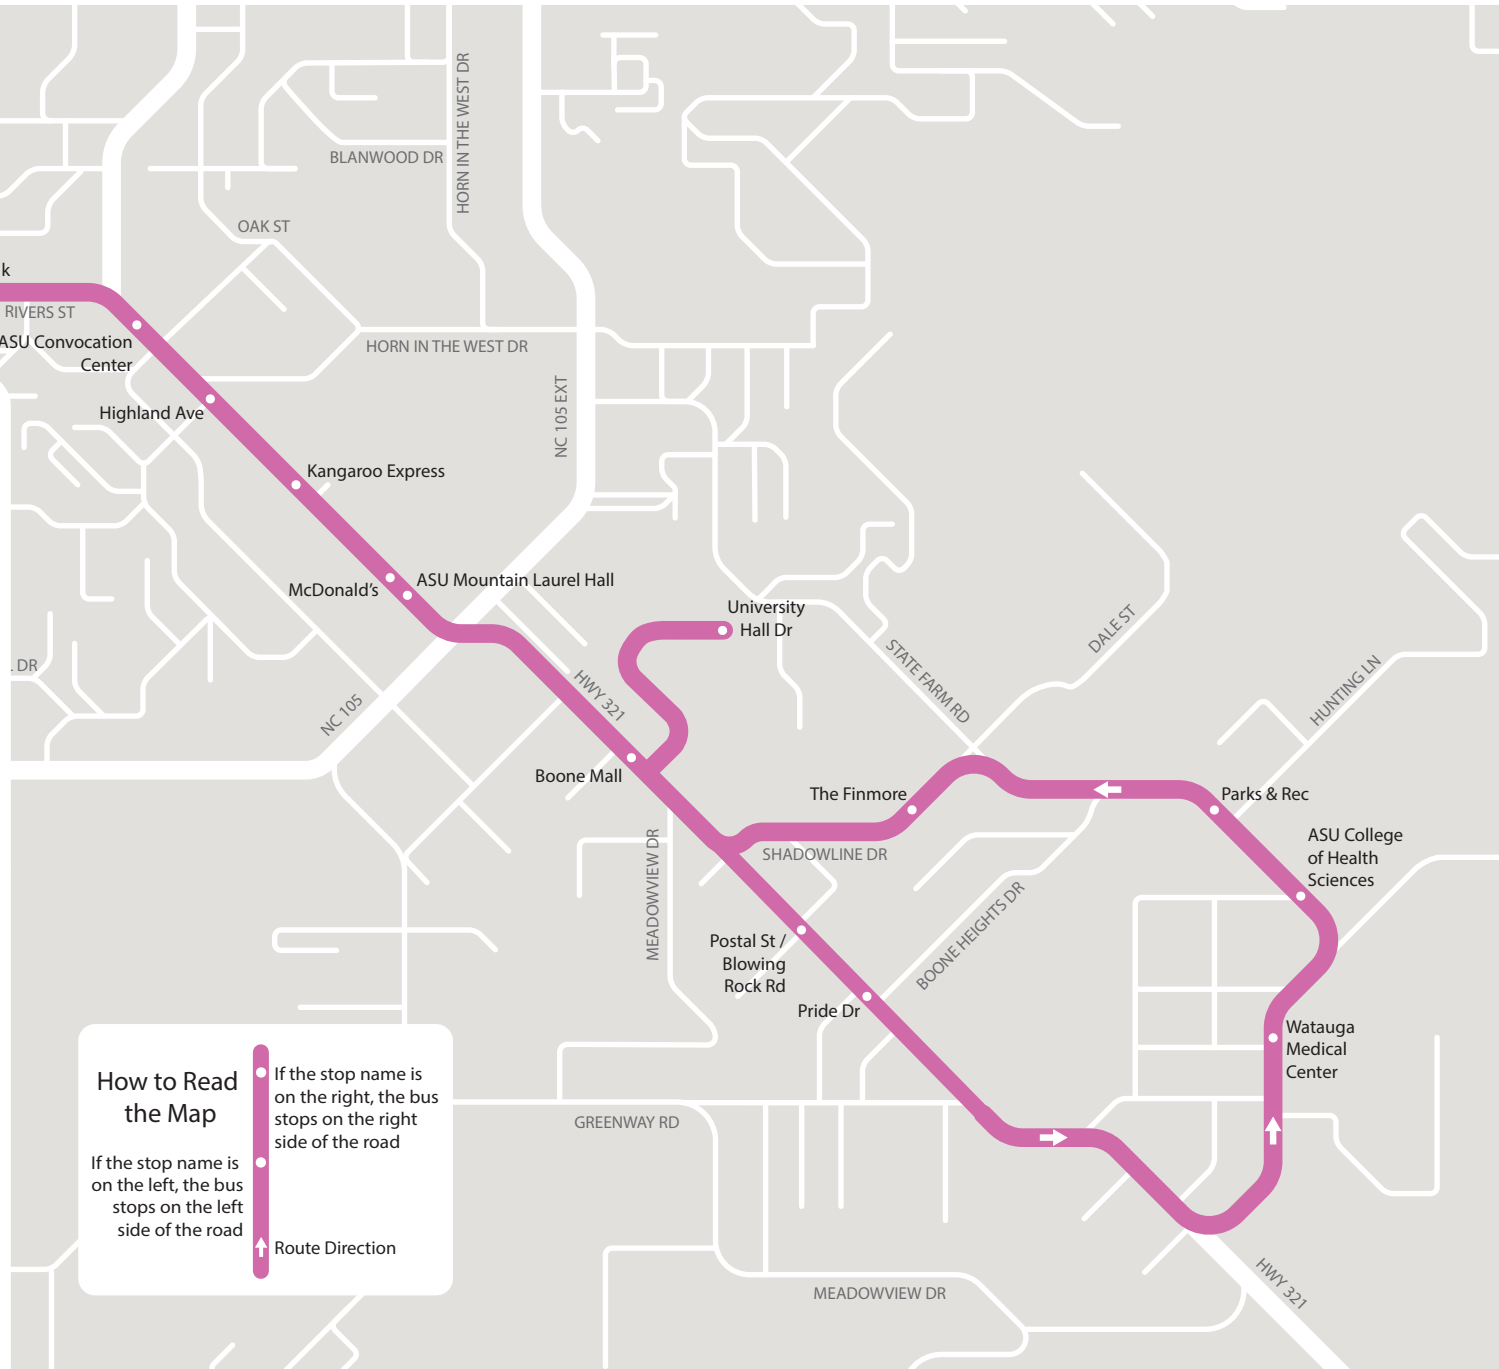 HORN IN THE WEST DR
BLANWOOD DR
OAK ST
k
RIVERS ST
ASU Convocation
Center
HORN IN THE WEST DR
NC 105 EXT
Highland Ave
Kangaroo Express
McDonald's
ASU Mountain Laurel Hall
University
Hall Dr
DALE ST
STATE FARM RD
HUNTING LN
L DR
HWY 321
NC 105
Boone Mall
The Finmore
Parks & Rec
SHADOWLINE DR
ASU College
of Health
Sciences
MEADOWVIEW DR
BOONE HEIGHTS DR
Postal St /
Blowing
Rock Rd
Pride Dr
Watauga
Medical
Center
GREENWAY RD
How to Read
the Map
If the stop name is
on the right, the bus
stops on the right
side of the road
If the stop name is
on the left, the bus
stops on the left
side of the road
Route Direction
MEADOWVIEW DR
HWY 321